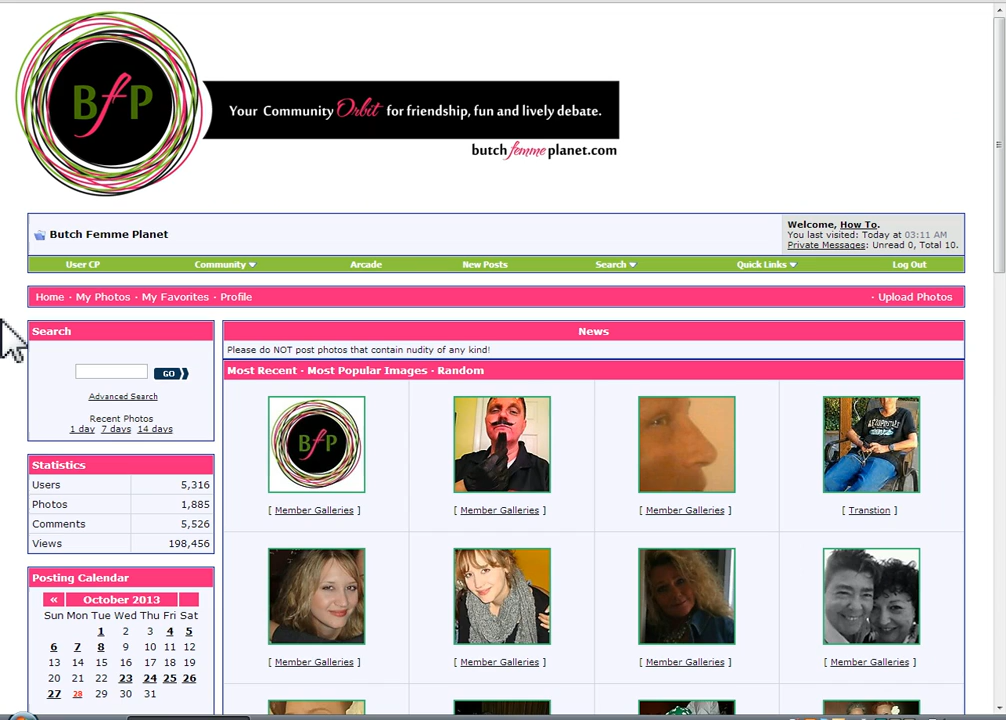 BfP
Your Community Orbit for friendship, fun and lively debate.
butch femme planet.com
Butch Femme Planet
Welcome, How To.
You last visited: Today at 03:11 AM
Private Messages: Unread 0, Total 10.
User CP Community Arcade New Posts Search Quick Links Log Out
Home · My Photos · My Favorites · Profile · Upload Photos
Search
GO
Advanced Search
Recent Photos
1 day 7 days 14 days
Statistics
Users 5,316
Photos 1,885
Comments 5,526
Views 198,456
Posting Calendar
« October 2013
Sun Mon Tue Wed Thu Fri Sat
1 2 3 4 5
6 7 8 9 10 11 12
13 14 15 16 17 18 19
20 21 22 23 24 25 26
27 28 29 30 31
News
Please do NOT post photos that contain nudity of any kind!
Most Recent · Most Popular Images · Random
BfP
[ Member Galleries ] [ Member Galleries ] [ Member Galleries ] [ Transtion ]
[ Member Galleries ] [ Member Galleries ] [ Member Galleries ] [ Member Galleries ]